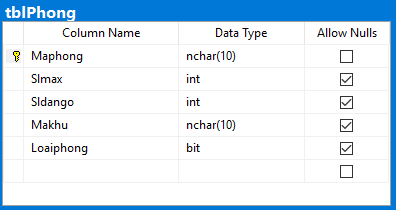 tblPhong
Column Name Data Type Allow Nulls
Maphong nchar(10)
Slmax int
Sldango int
Makhu nchar(10)
Loaiphong bit